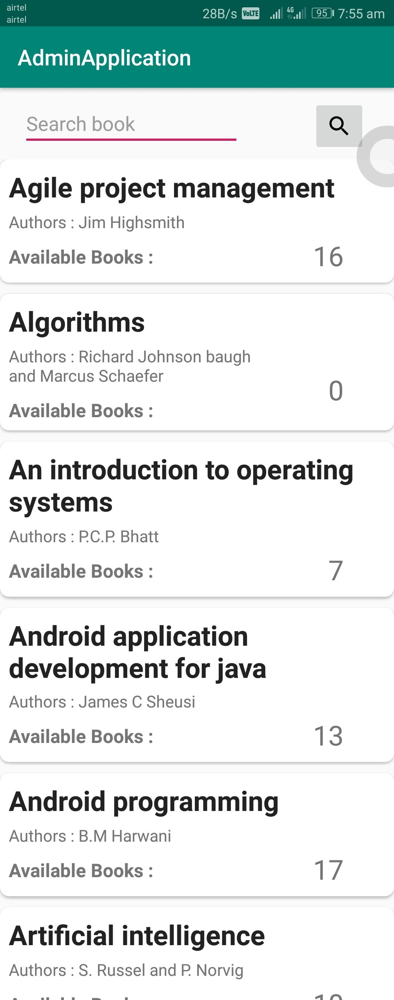 airtel
airtel
28B/s VoLTE 4G 95 7:55 am
AdminApplication
Search book
Agile project management
Authors : Jim Highsmith
Available Books : 16
Algorithms
Authors : Richard Johnson baugh
and Marcus Schaefer
0
Available Books :
An introduction to operating
systems
Authors : P.C.P. Bhatt
Available Books : 7
Android application
development for java
Authors : James C Sheusi
Available Books : 13
Android programming
Authors : B.M Harwani
Available Books : 17
Artificial intelligence
Authors : S. Russel and P. Norvig